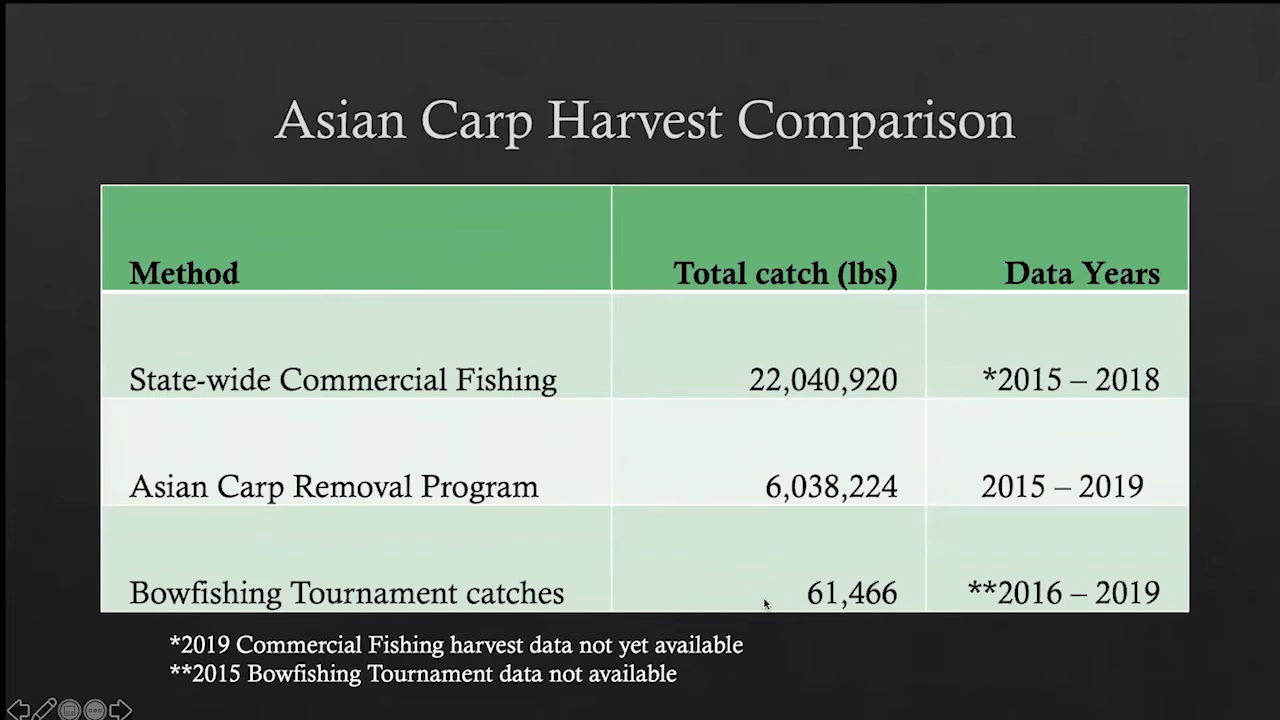 Asian Carp Harvest Comparison
Method Total catch (lbs) Data Years
State-wide Commercial Fishing 22,040,920 *2015 – 2018
Asian Carp Removal Program 6,038,224 2015 – 2019
Bowfishing Tournament catches 61,466 **2016 – 2019
*2019 Commercial Fishing harvest data not yet available
**2015 Bowfishing Tournament data not available